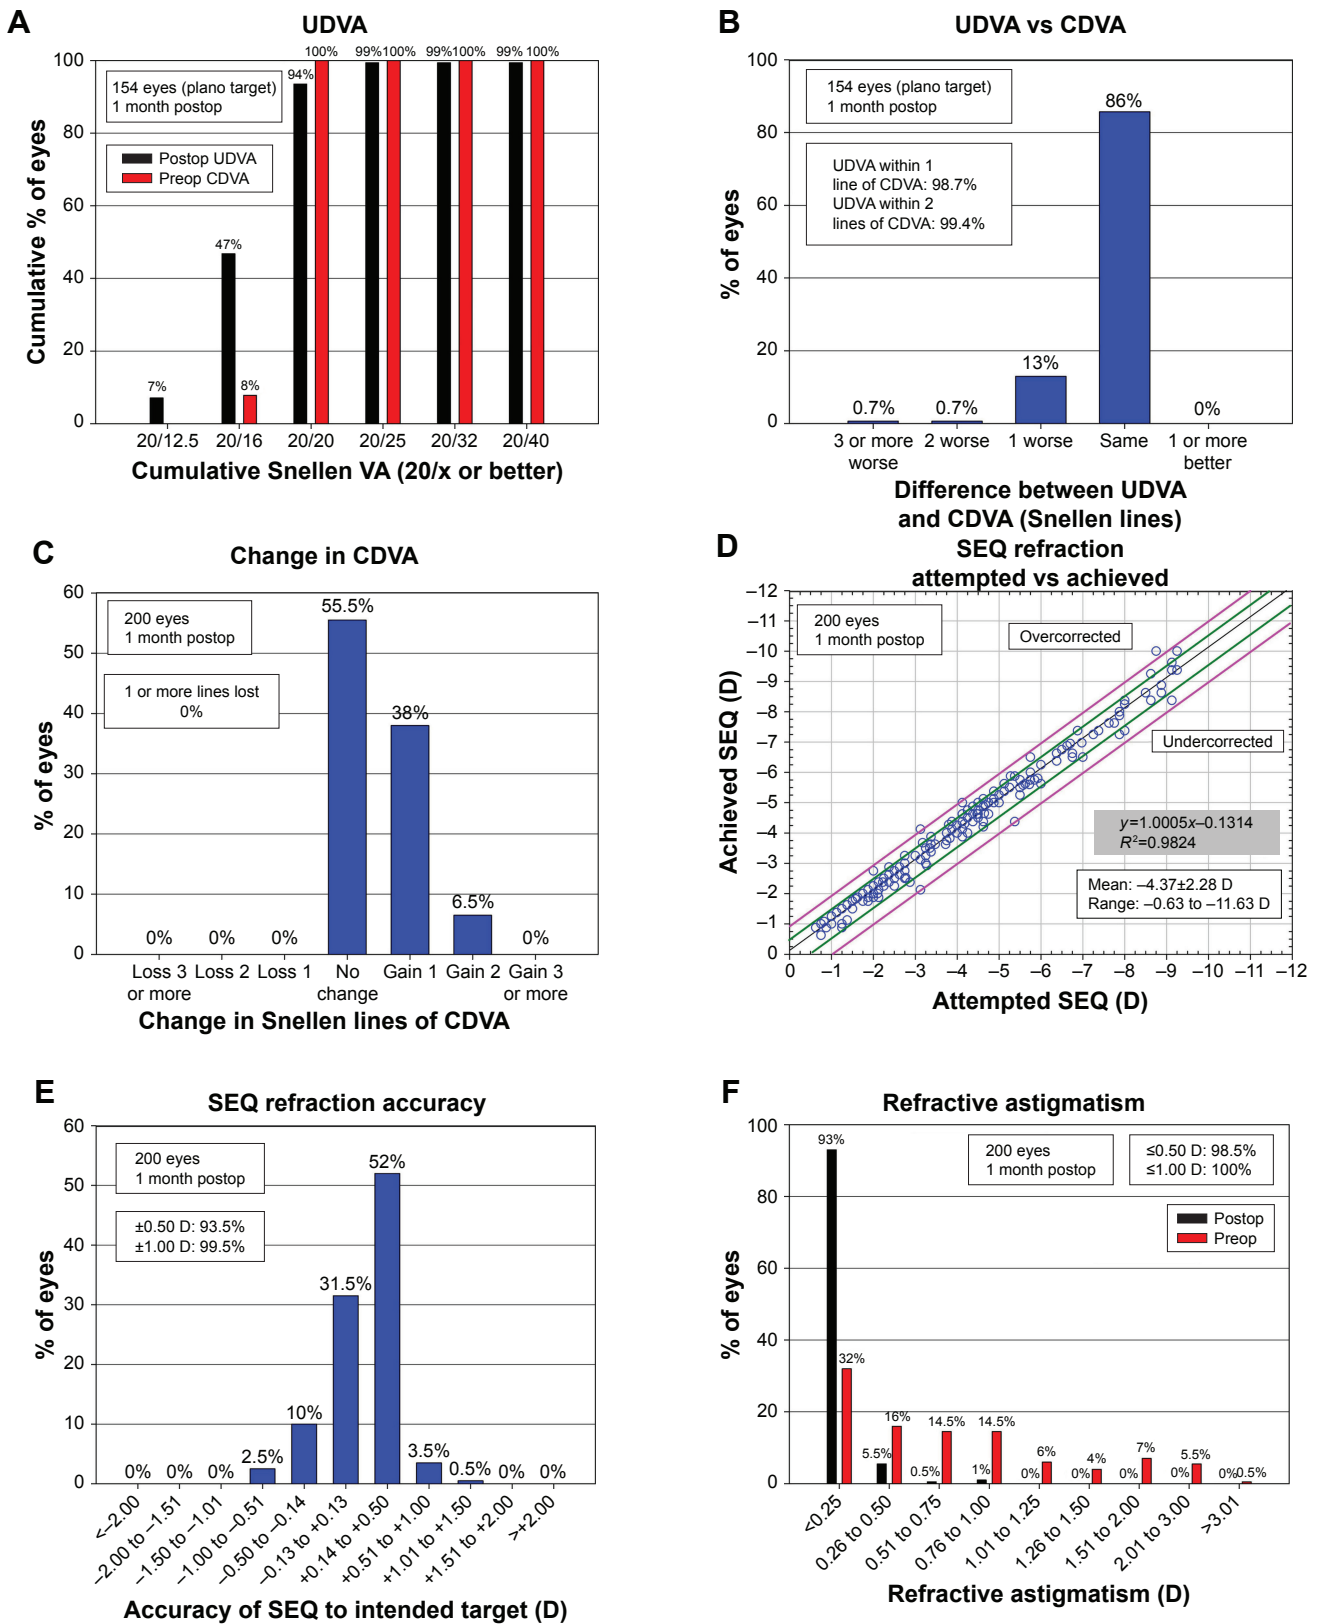 A
UDVA
100
80
60
40
20
0
Cumulative % of eyes
154 eyes (plano target)
1 month postop
Postop UDVA
Preop CDVA
7%
47%
8%
94%
100%
99%
100%
99%
100%
99%
100%
20/12.5
20/16
20/20
20/25
20/32
20/40
Cumulative Snellen VA (20/x or better)
B
UDVA vs CDVA
100
80
60
40
20
0
% of eyes
154 eyes (plano target)
1 month postop
UDVA within 1
line of CDVA: 98.7%
UDVA within 2
lines of CDVA: 99.4%
0.7%
0.7%
13%
86%
0%
3 or more
worse
2 worse
1 worse
Same
1 or more
better
Difference between UDVA
and CDVA (Snellen lines)
C
Change in CDVA
60
50
40
30
20
10
0
% of eyes
200 eyes
1 month postop
1 or more lines lost
0%
0%
0%
0%
55.5%
38%
6.5%
0%
Loss 3
or more
Loss 2
Loss 1
No
change
Gain 1
Gain 2
Gain 3
or more
Change in Snellen lines of CDVA
D
SEQ refraction
attempted vs achieved
–12
–11
–10
–9
–8
–7
–6
–5
–4
–3
–2
–1
0
Achieved SEQ (D)
200 eyes
1 month postop
Overcorrected
Undercorrected
y=1.0005x–0.1314
R²=0.9824
Mean: –4.37±2.28 D
Range: –0.63 to –11.63 D
0
–1
–2
–3
–4
–5
–6
–7
–8
–9
–10
–11
–12
Attempted SEQ (D)
E
SEQ refraction accuracy
60
50
40
30
20
10
0
% of eyes
200 eyes
1 month postop
±0.50 D: 93.5%
±1.00 D: 99.5%
0%
0%
0%
2.5%
10%
31.5%
52%
3.5%
0.5%
0%
0%
<–2.00
–2.00 to –1.51
–1.50 to –1.01
–1.00 to –0.51
–0.50 to –0.14
–0.13 to +0.13
+0.14 to +0.50
+0.51 to +1.00
+1.01 to +1.50
+1.51 to +2.00
>+2.00
Accuracy of SEQ to intended target (D)
F
Refractive astigmatism
100
80
60
40
20
0
% of eyes
200 eyes
1 month postop
≤0.50 D: 98.5%
≤1.00 D: 100%
Postop
Preop
93%
32%
5.5%
16%
0.5%
14.5%
1%
14.5%
0%
6%
0%
4%
0%
7%
0%
5.5%
0%
0.5%
<0.25
0.26 to 0.50
0.51 to 0.75
0.76 to 1.00
1.01 to 1.25
1.26 to 1.50
1.51 to 2.00
2.01 to 3.00
>3.01
Refractive astigmatism (D)